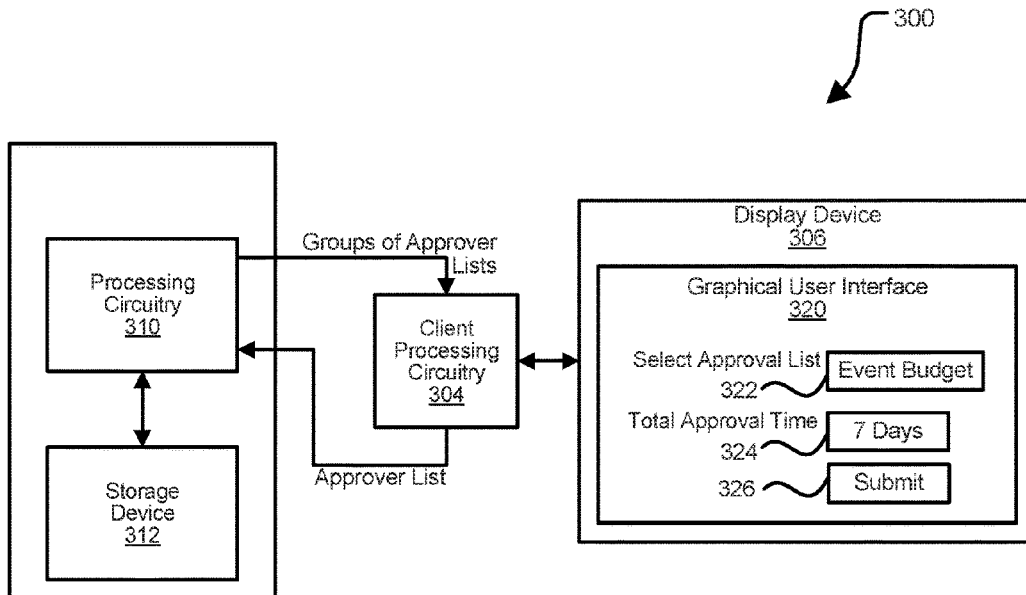 300
Display Device
306
Groups of Approver
Lists
Graphical User Interface
320
Processing
Circuitry
310
Client
Processing
Circuitry
304
Select Approval List
322
Event Budget
Total Approval Time
324
7 Days
326
Submit
Approver List
Storage
Device
312